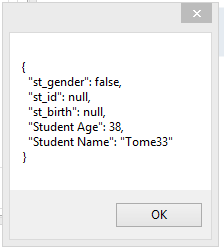 {
"st_gender": false,
"st_id": null,
"st_birth": null,
"Student Age": 38,
"Student Name": "Tome33"
}
OK